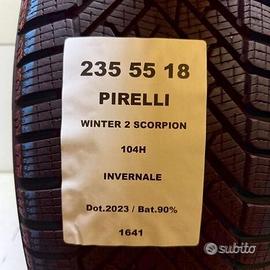 235 55 18
PIRELLI
WINTER 2 SCORPION
104H
INVERNALE
Dot.2023 / Bat.90%
1641
subito